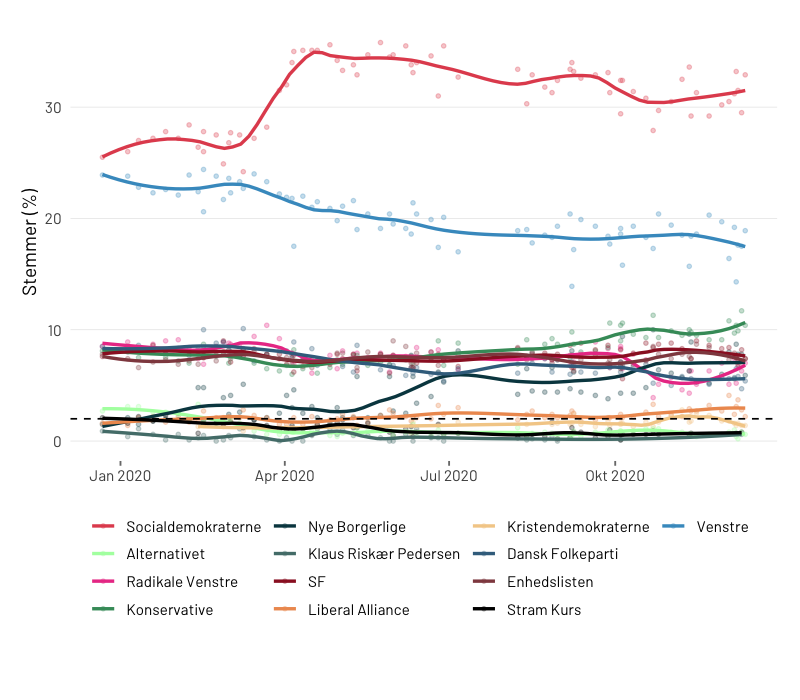 Stemmer (%)
30
20
10
0
Jan 2020 Apr 2020 Jul 2020 Okt 2020
Socialdemokraterne Nye Borgerlige Kristendemokraterne Venstre
Alternativet Klaus Riskær Pedersen Dansk Folkeparti
Radikale Venstre SF Enhedslisten
Konservative Liberal Alliance Stram Kurs